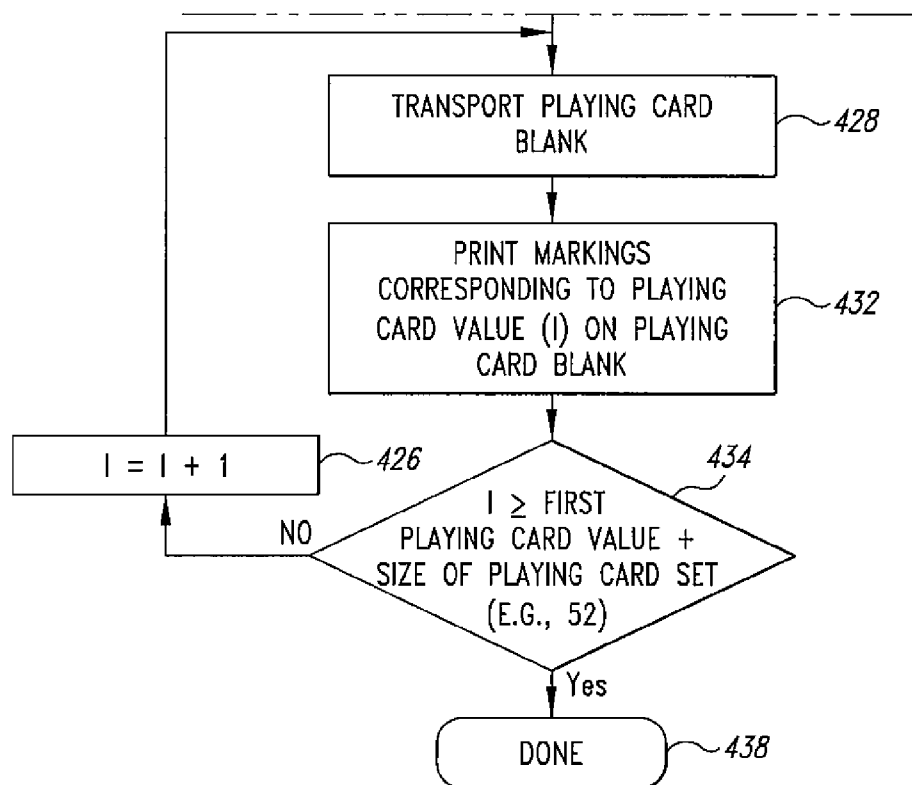 TRANSPORT PLAYING CARD
BLANK
428
PRINT MARKINGS
CORRESPONDING TO PLAYING
CARD VALUE (I) ON PLAYING
CARD BLANK
432
I = I + 1
426
434
I ≥ FIRST
PLAYING CARD VALUE +
SIZE OF PLAYING CARD SET
(E.G., 52)
NO
Yes
DONE
438